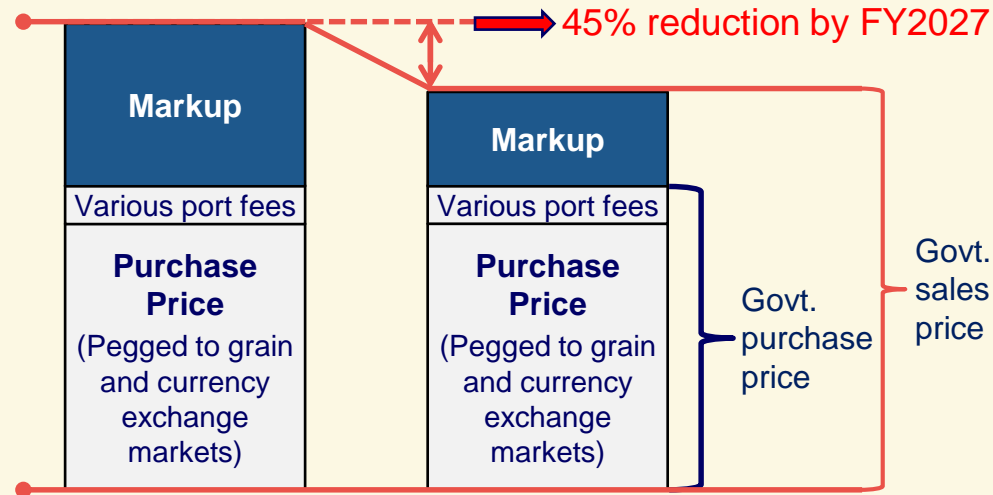 45% reduction by FY2027
Markup
Various port fees
Purchase
Price
(Pegged to grain
and currency
exchange
markets)
Markup
Various port fees
Purchase
Price
(Pegged to grain
and currency
exchange
markets)
Govt.
purchase
price
Govt.
sales
price